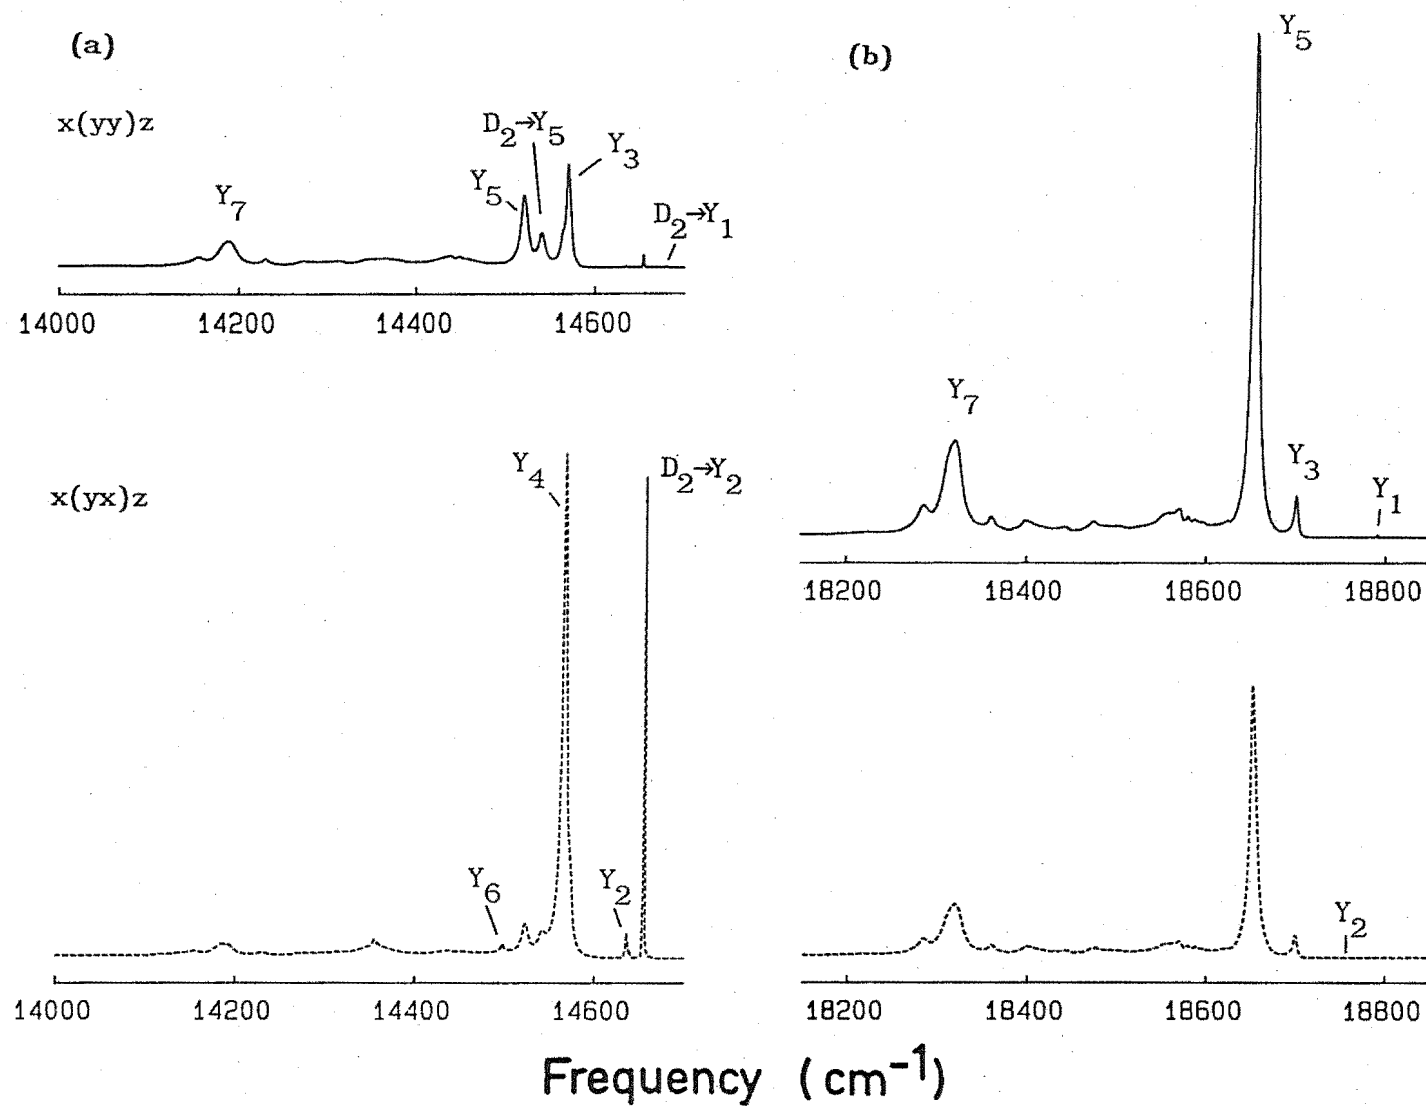 (a)
x(yy)z
Y7
Y5
D2→Y5
Y3
D2→Y1
14000 14200 14400 14600
x(yx)z
Y4
D2→Y2
Y6
Y2
14000 14200 14400 14600
(b)
Y5
Y7
Y3
Y1
18200 18400 18600 18800
Y2
18200 18400 18600 18800
Frequency (cm⁻¹)